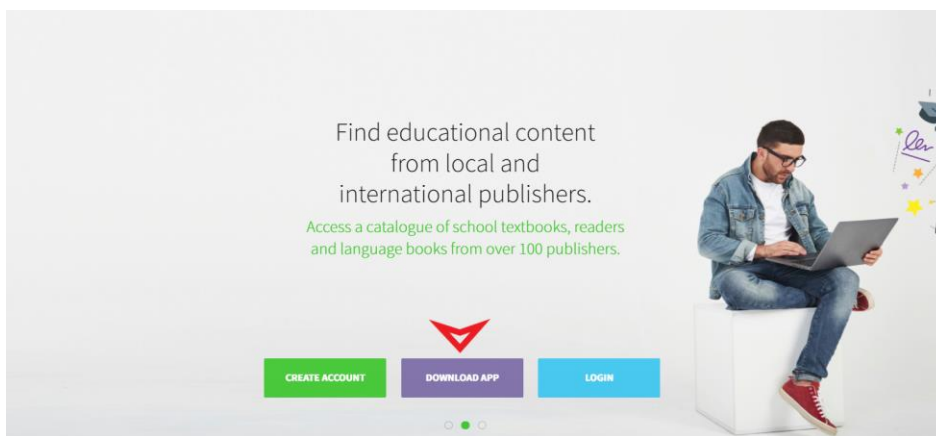 Find educational content
from local and
international publishers.
Access a catalogue of school textbooks, readers
and language books from over 100 publishers.
CREATE ACCOUNT
DOWNLOAD APP
LOGIN